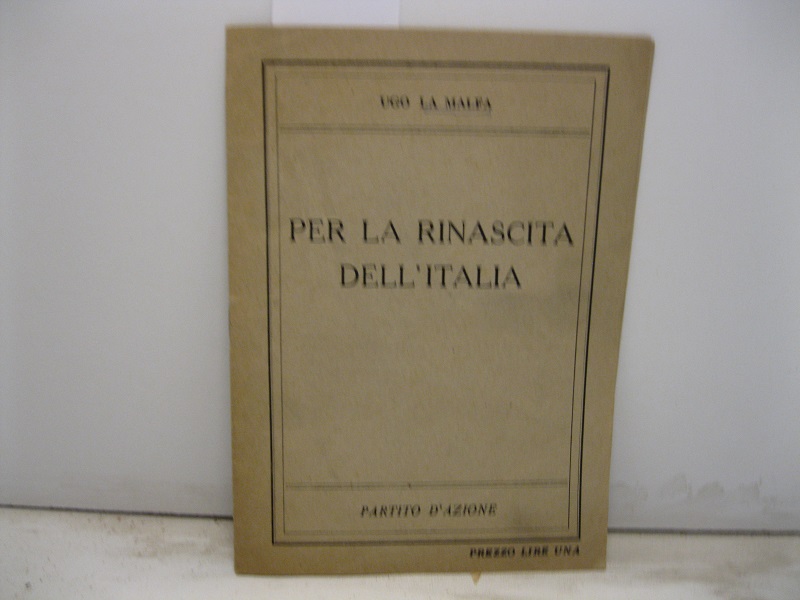 UGO LA MALFA
PER LA RINASCITA
DELL'ITALIA
PARTITO D'AZIONE
PREZZO LIRE UNA